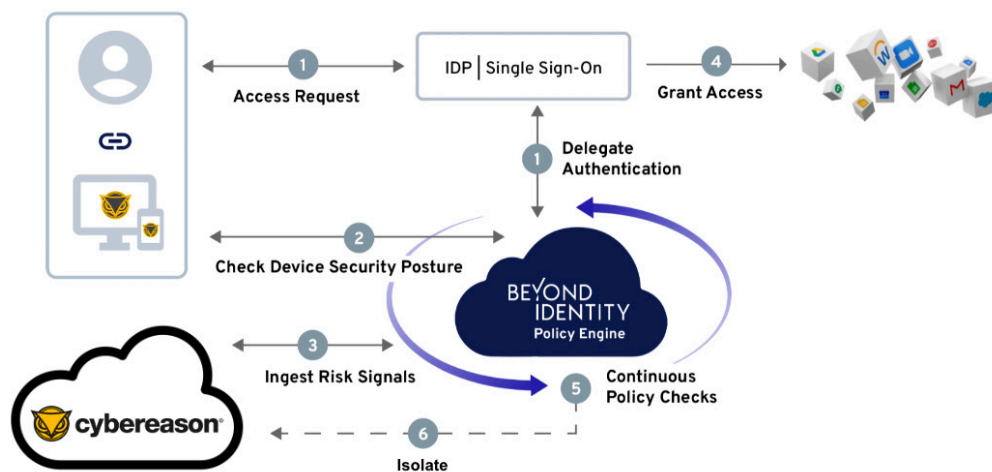 1
Access Request
IDP | Single Sign-On
4
Grant Access
1
Delegate
Authentication
2
Check Device Security Posture
BEYOND
IDENTITY
Policy Engine
3
Ingest Risk Signals
5
Continuous
Policy Checks
cybereason®
6
Isolate
W
M